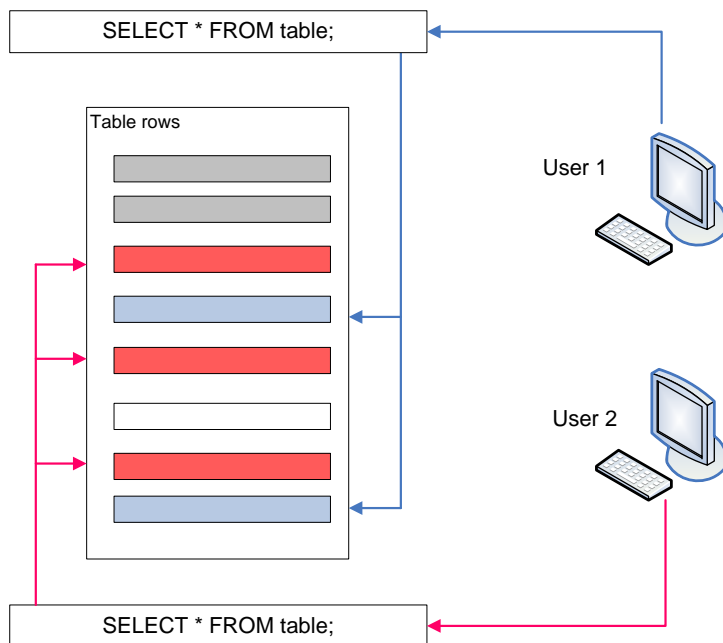 SELECT * FROM table;
Table rows
User 1
User 2
SELECT * FROM table;